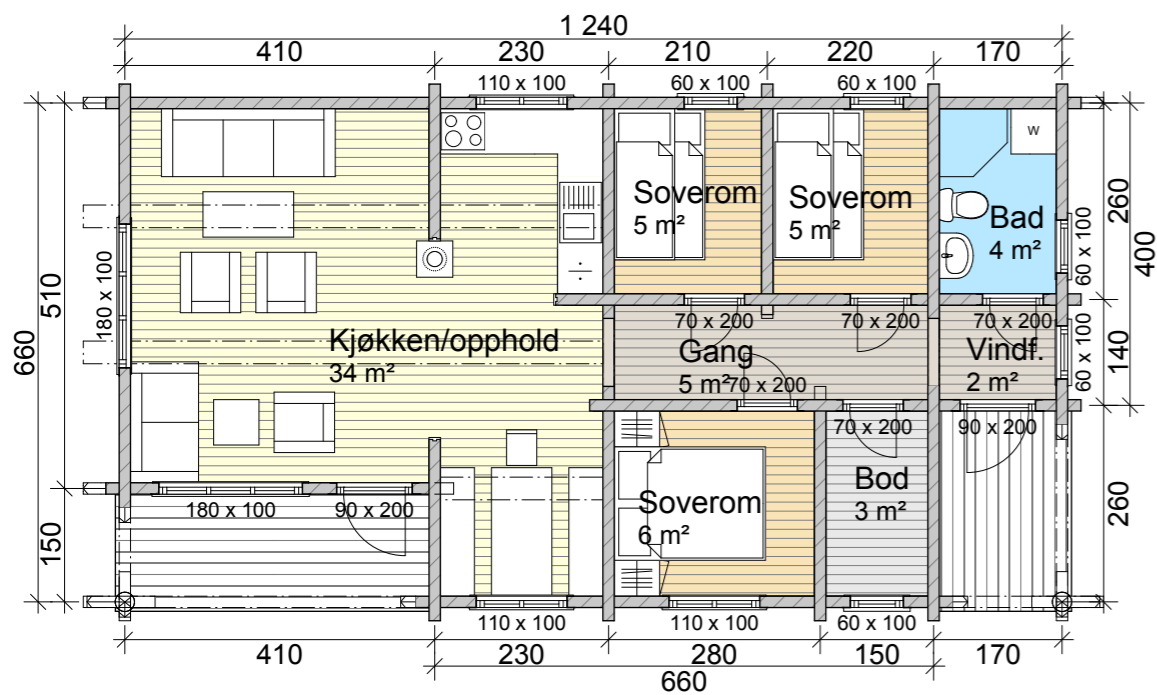 1 240
410 230 210 220 170
110 x 100 60 x 100 60 x 100
W
Soverom
5 m²
Soverom
5 m²
Bad
4 m²
660
510
150
180 x 100
60 x 100
260
400
140
60 x 100
260
70 x 200 70 x 200 70 x 200
Kjøkken/opphold
34 m²
Gang
5 m²
70 x 200
Vindf.
2 m²
70 x 200
90 x 200
Soverom
6 m²
Bod
3 m²
180 x 100
90 x 200
110 x 100 110 x 100 60 x 100
410 230 280 150 170
660